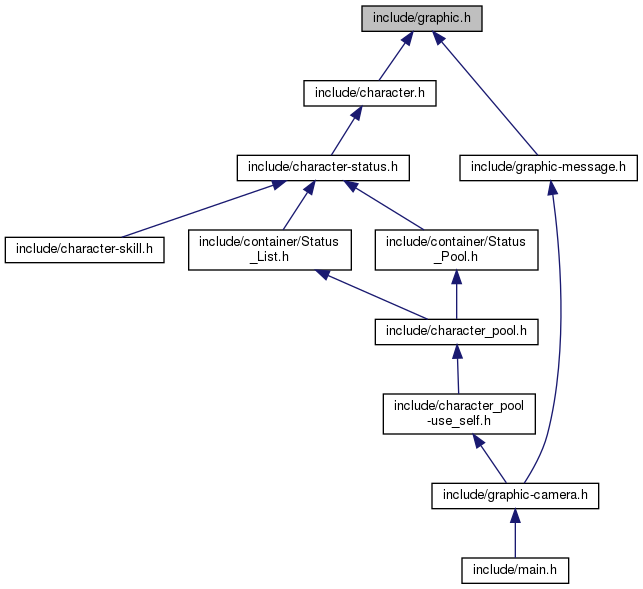 include/graphic.h
include/character.h
include/character-status.h
include/graphic-message.h
include/character-skill.h
include/container/Status
_List.h
include/container/Status
_Pool.h
include/character_pool.h
include/character_pool
-use_self.h
include/graphic-camera.h
include/main.h